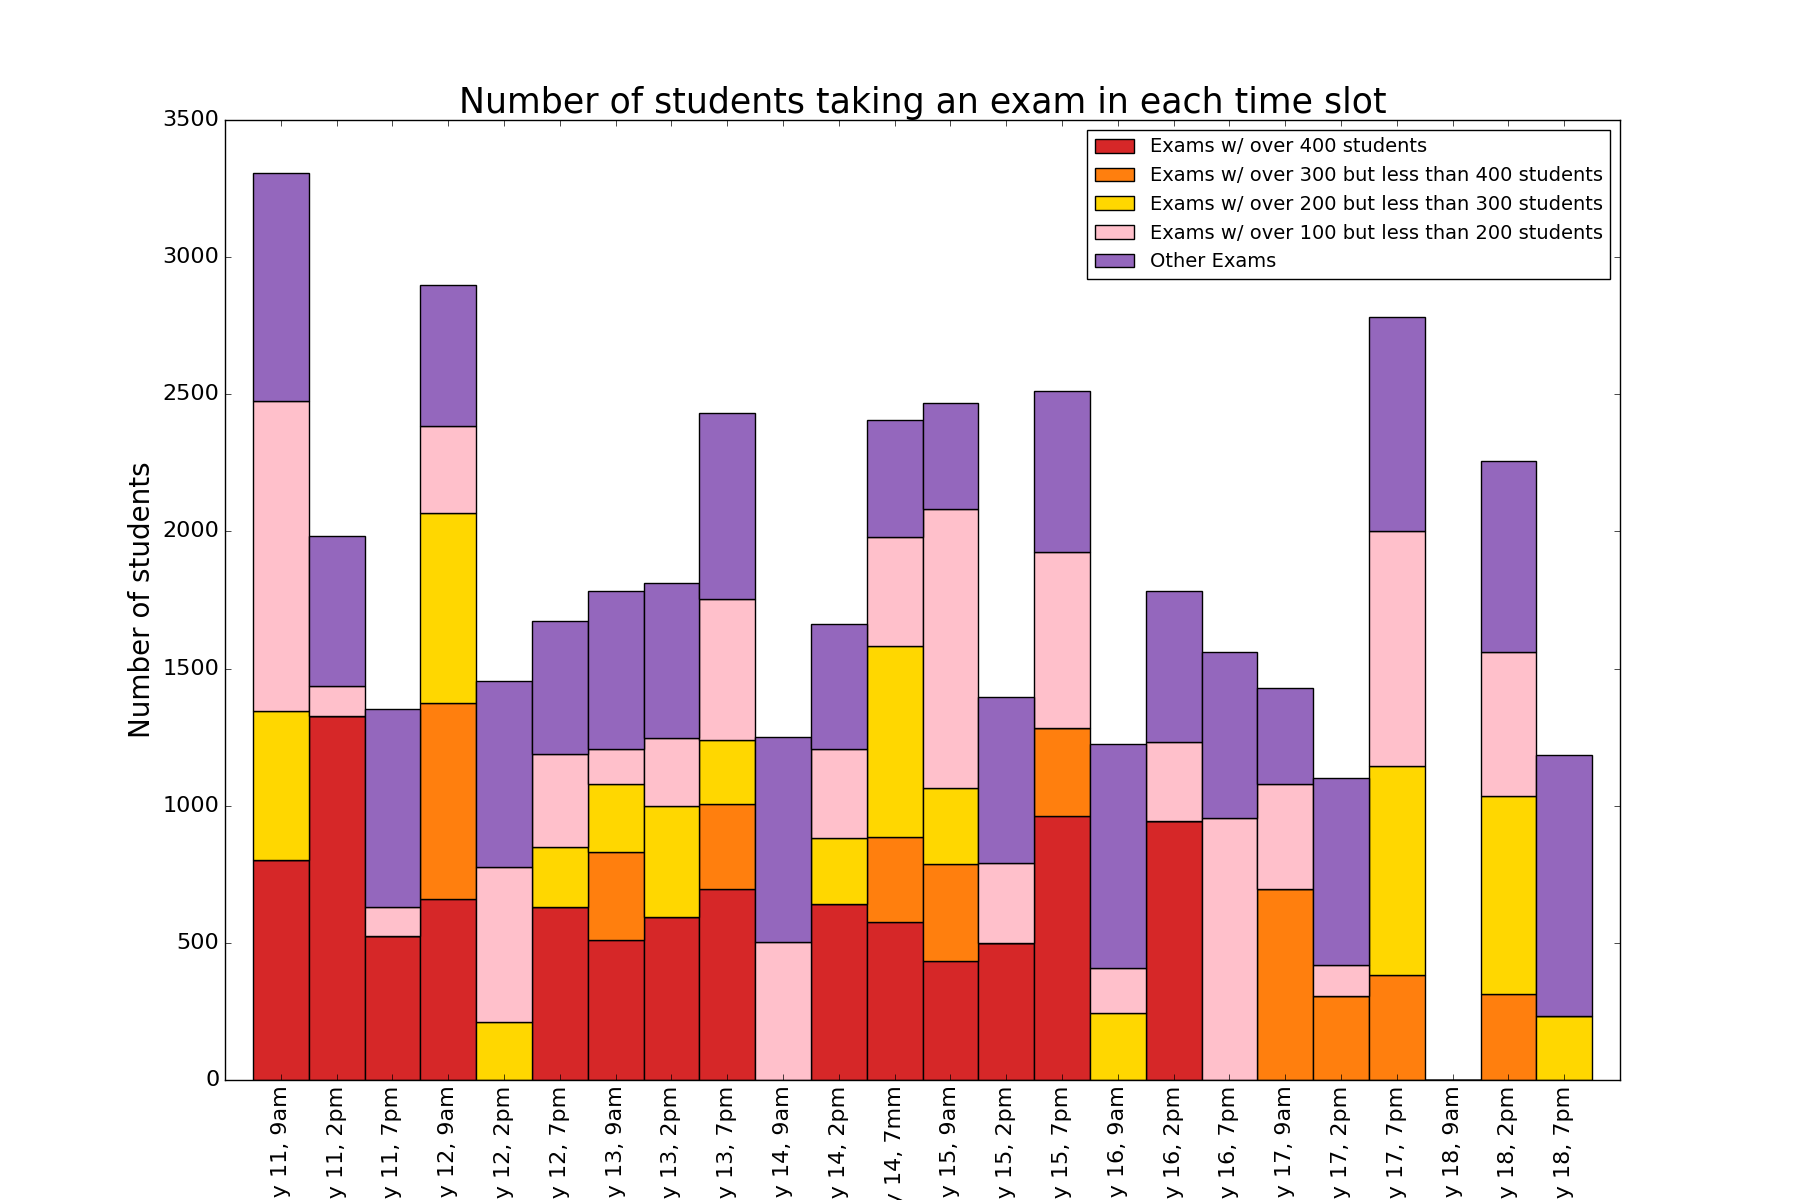 Number of students taking an exam in each time slot
Exams w/ over 400 students
Exams w/ over 300 but less than 400 students
Exams w/ over 200 but less than 300 students
Exams w/ over 100 but less than 200 students
Other Exams
Number of students
3500
3000
2500
2000
1500
1000
500
0
y 11, 9am
y 11, 2pm
y 11, 7pm
y 12, 9am
y 12, 2pm
y 12, 7pm
y 13, 9am
y 13, 2pm
y 13, 7pm
y 14, 9am
y 14, 2pm
y 14, 7mm
y 15, 9am
y 15, 2pm
y 15, 7pm
y 16, 9am
y 16, 2pm
y 16, 7pm
y 17, 9am
y 17, 2pm
y 17, 7pm
y 18, 9am
y 18, 2pm
y 18, 7pm